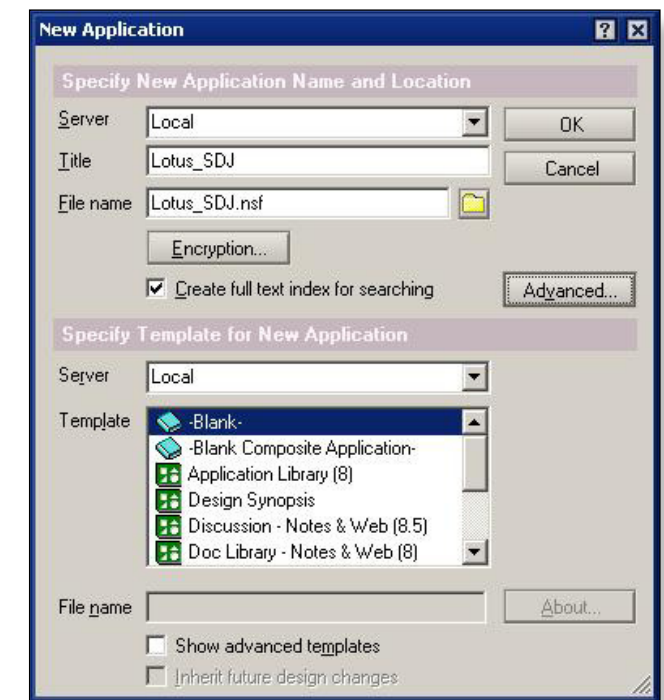 New Application
Specify New Application Name and Location
Server Local OK
Title Lotus_SDJ Cancel
File name Lotus_SDJ.nsf
Encryption...
Create full text index for searching Advanced...
Specify Template for New Application
Server Local
Template -Blank-
-Blank Composite Application-
Application Library (8)
Design Synopsis
Discussion - Notes & Web (8.5)
Doc Library - Notes & Web (8)
File name About...
Show advanced templates
Inherit future design changes